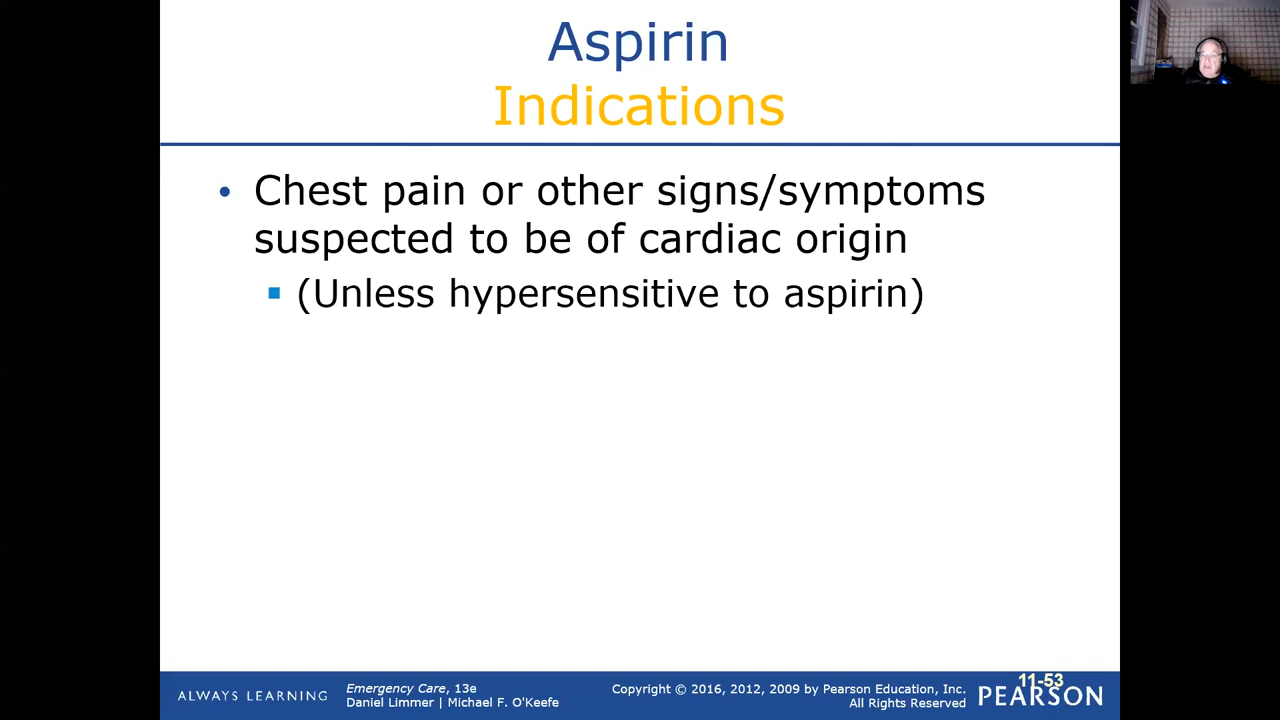 Aspirin
Indications
• Chest pain or other signs/symptoms
suspected to be of cardiac origin
▪ (Unless hypersensitive to aspirin)
ALWAYS LEARNING
Emergency Care, 13e
Daniel Limmer | Michael F. O'Keefe
Copyright © 2016, 2012, 2009 by Pearson Education, Inc.
All Rights Reserved
11-53
PEARSON